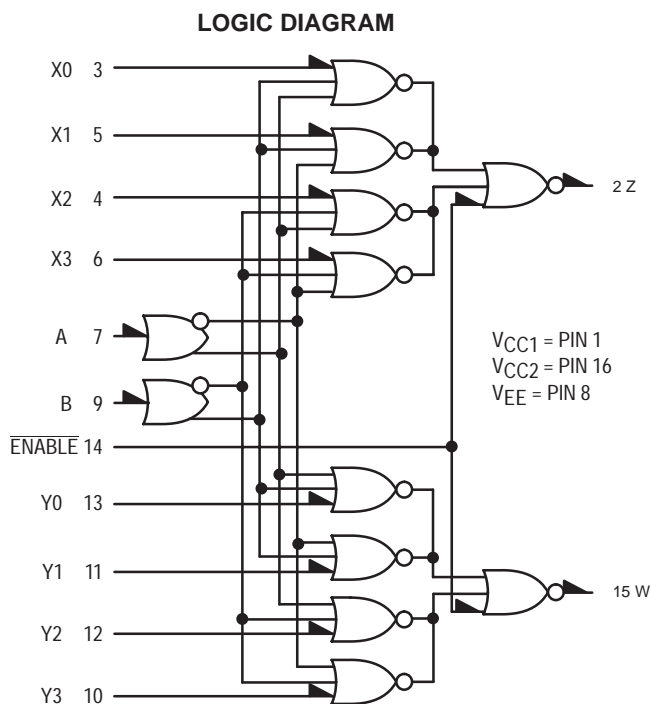 LOGIC DIAGRAM
X0 3
X1 5
X2 4
X3 6
A 7
B 9
ENABLE 14
Y0 13
Y1 11
Y2 12
Y3 10
2 Z
VCC1 = PIN 1
VCC2 = PIN 16
VEE = PIN 8
15 W